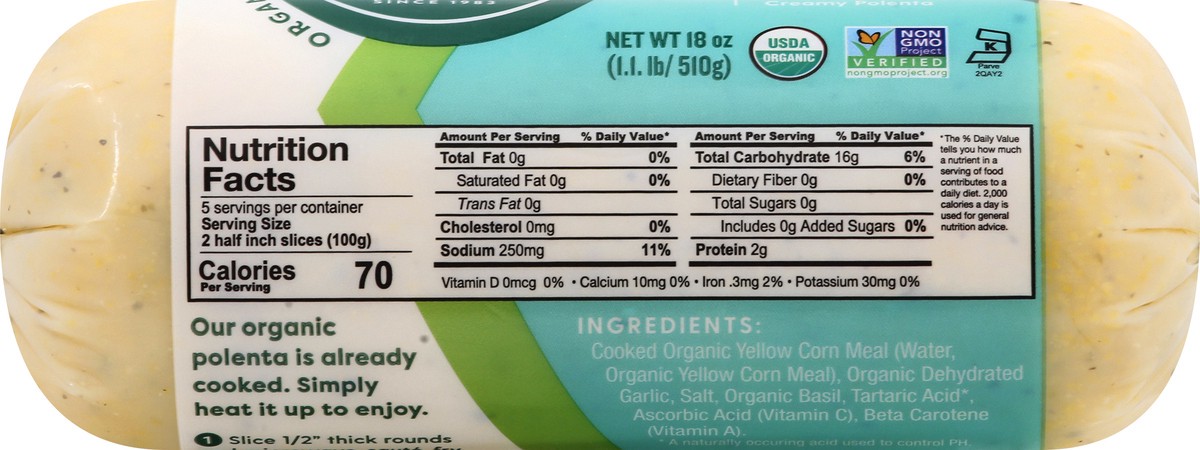 ORGAN
SINCE 1983
Creamy Polenta
NET WT 18 oz
(1.1. lb/ 510g)
USDA
ORGANIC
NON
GMO
Project
VERIFIED
nongmoproject.org
K
Parve
2QAY2
Nutrition
Facts
5 servings per container
Serving Size
2 half inch slices (100g)
Calories 70
Per Serving
Amount Per Serving % Daily Value*
Total Fat 0g 0%
Saturated Fat 0g 0%
Trans Fat 0g
Cholesterol 0mg 0%
Sodium 250mg 11%
Amount Per Serving % Daily Value*
Total Carbohydrate 16g 6%
Dietary Fiber 0g 0%
Total Sugars 0g
Includes 0g Added Sugars 0%
Protein 2g
Vitamin D 0mcg 0% • Calcium 10mg 0% • Iron .3mg 2% • Potassium 30mg 0%
*The % Daily Value
tells you how much
a nutrient in a
serving of food
contributes to a
daily diet. 2,000
calories a day is
used for general
nutrition advice.
Our organic
polenta is already
cooked. Simply
heat it up to enjoy.
1 Slice 1/2" thick rounds
INGREDIENTS:
Cooked Organic Yellow Corn Meal (Water,
Organic Yellow Corn Meal), Organic Dehydrated
Garlic, Salt, Organic Basil, Tartaric Acid*,
Ascorbic Acid (Vitamin C), Beta Carotene
(Vitamin A).
* A naturally occuring acid used to control PH.